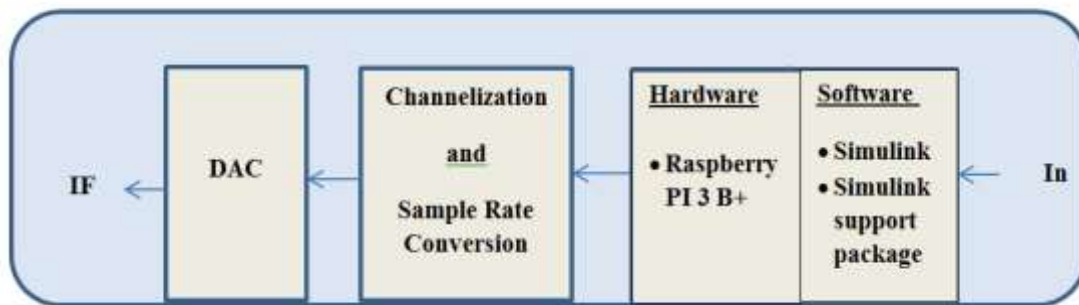 IF
DAC
Channelization
and
Sample Rate
Conversion
Hardware
• Raspberry
PI 3 B+
Software
• Simulink
• Simulink
support
package
In